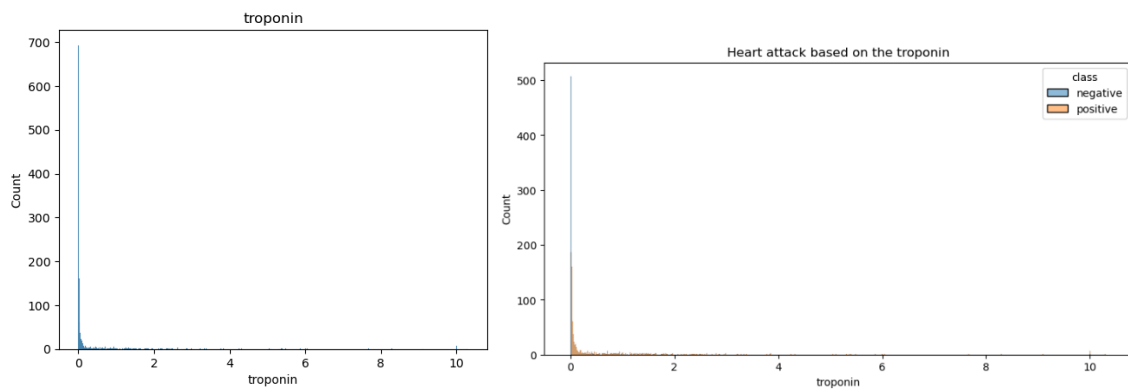 troponin
700
600
500
400
300
200
100
0
Count
0 2 4 6 8 10
troponin
Heart attack based on the troponin
class
negative
positive
500
400
300
200
100
0
Count
0 2 4 6 8 10
troponin